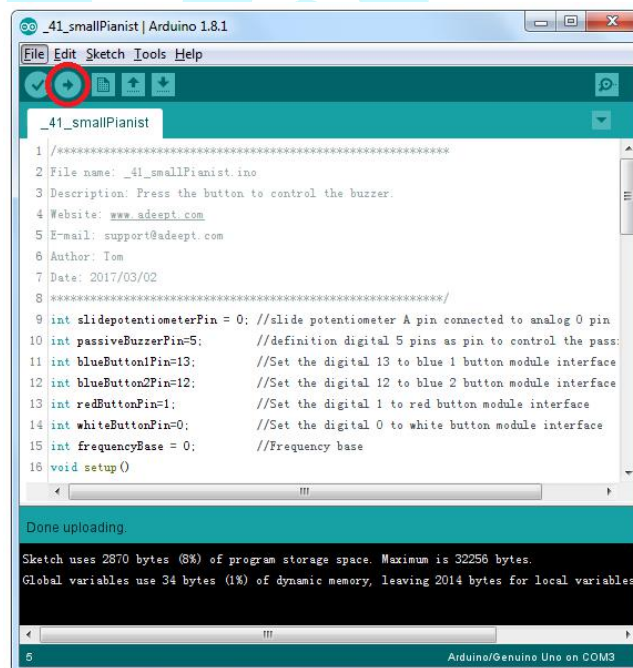 _41_smallPianist | Arduino 1.8.1
File Edit Sketch Tools Help
_41_smallPianist
1 /***********************************************************
2 File name: _41_smallPianist.ino
3 Description: Press the button to control the buzzer.
4 Website: www.adeept.com
5 E-mail: support@adeept.com
6 Author: Tom
7 Date: 2017/03/02
8 ***********************************************************/
9 int slidepotentiometerPin = 0; //slide potentiometer A pin connected to analog 0 pin
10 int passiveBuzzerPin=5; //definition digital 5 pins as pin to control the pass
11 int blueButton1Pin=13; //Set the digital 13 to blue 1 button module interface
12 int blueButton2Pin=12; //Set the digital 12 to blue 2 button module interface
13 int redButtonPin=1; //Set the digital 1 to red button module interface
14 int whiteButtonPin=0; //Set the digital 0 to white button module interface
15 int frequencyBase = 0; //Frequency base
16 void setup()
Done uploading.
Sketch uses 2870 bytes (8%) of program storage space. Maximum is 32256 bytes.
Global variables use 34 bytes (1%) of dynamic memory, leaving 2014 bytes for local variables
5 Arduino/Genuino Uno on COM3